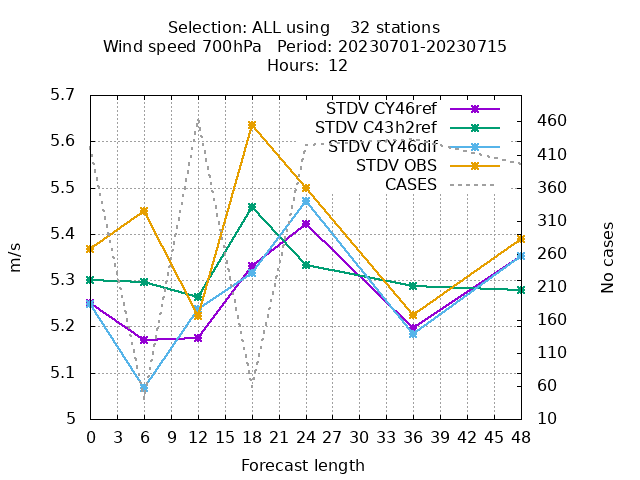 Selection: ALL using 32 stations
Wind speed 700hPa Period: 20230701-20230715
Hours: 12
STDV CY46ref
STDV C43h2ref
STDV CY46dif
STDV OBS
CASES
5.7
5.6
5.5
5.4
5.3
5.2
5.1
5
m/s
460
410
360
310
260
210
160
110
60
10
No cases
0 3 6 9 12 15 18 21 24 27 30 33 36 39 42 45 48
Forecast length